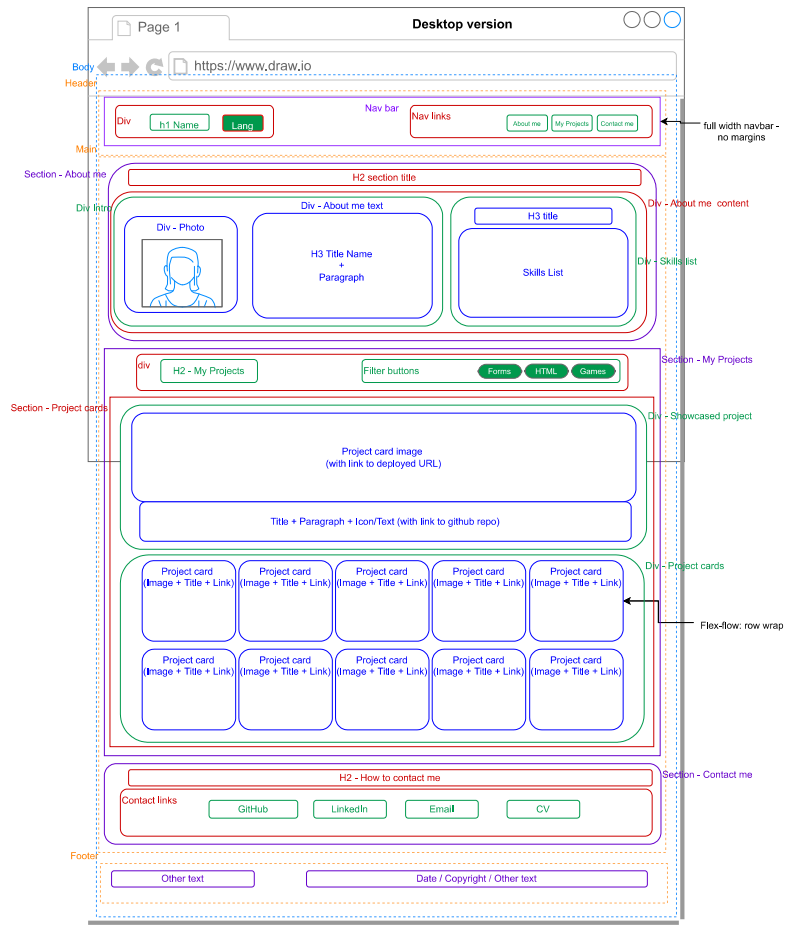 Page 1
Desktop version
https://www.draw.io
Body
Header
Nav bar
Div
h1 Name
Lang
Nav links
About me
My Projects
Contact me
full width navbar -
no margins
Main
Section - About me
H2 section title
Div Intro
Div - About me text
Div - About me  content
Div - Photo
H3 title
H3 Title Name
+
Paragraph
Skills List
Div - Skills list
div
H2 - My Projects
Filter buttons
Forms
HTML
Games
Section - My Projects
Section - Project cards
Div - Showcased project
Project card image
(with link to deployed URL)
Title + Paragraph + Icon/Text (with link to github repo)
Div - Project cards
Project card
(Image + Title + Link)
Project card
(Image + Title + Link)
Project card
(Image + Title + Link)
Project card
(Image + Title + Link)
Project card
(Image + Title + Link)
Flex-flow: row wrap
Project card
(Image + Title + Link)
Project card
(Image + Title + Link)
Project card
(Image + Title + Link)
Project card
(Image + Title + Link)
Project card
(Image + Title + Link)
H2 - How to contact me
Section - Contact me
Contact links
GitHub
LinkedIn
Email
CV
Footer
Other text
Date / Copyright / Other text